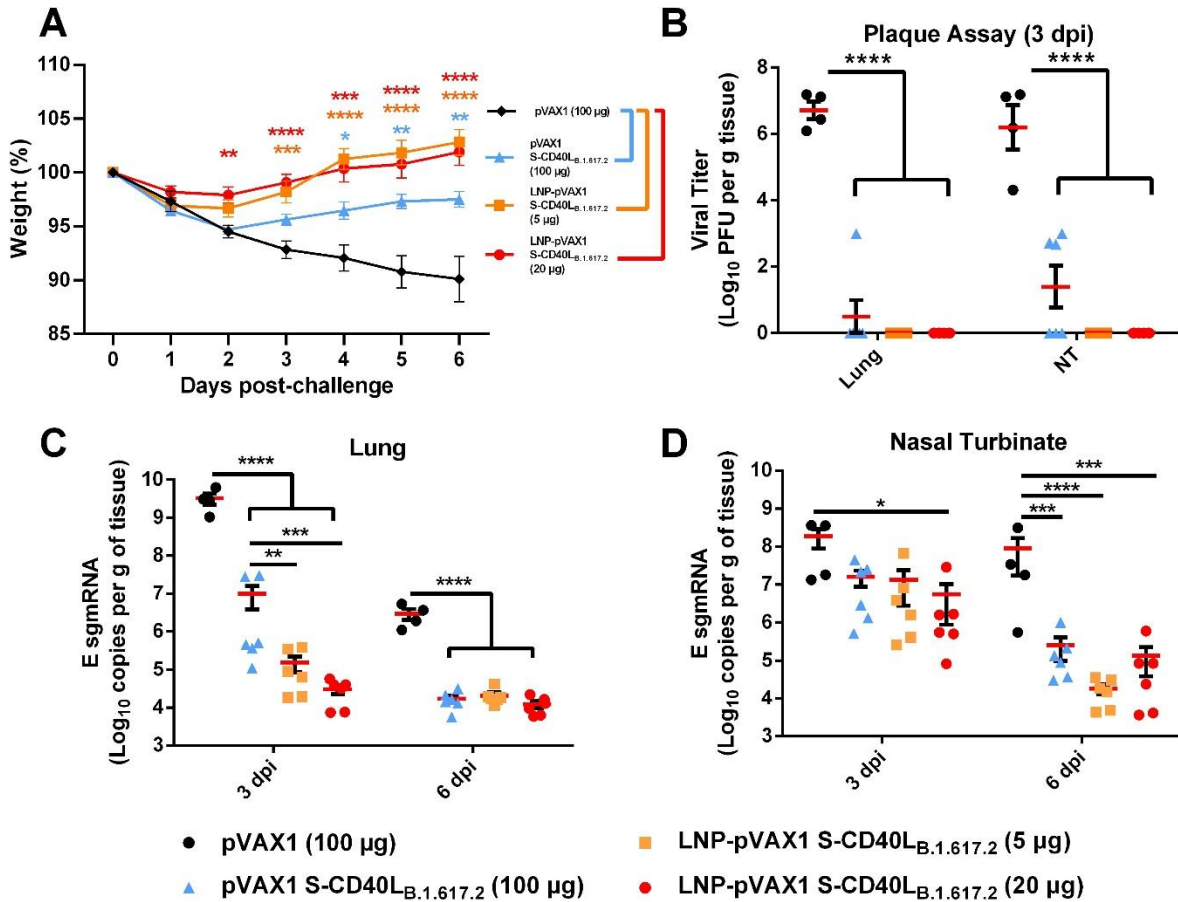 A
110
105
100
95
90
85
Weight (%)
**
****
***
***
****
*
****
****
**
****
****
**
0 1 2 3 4 5 6
Days post-challenge
pVAX1 (100 µg)
pVAX1
S-CD40LB.1.617.2
(100 µg)
LNP-pVAX1
S-CD40LB.1.617.2
(5 µg)
LNP-pVAX1
S-CD40LB.1.617.2
(20 µg)
B
Plaque Assay (3 dpi)
8
6
4
2
0
Viral Titer
(Log10 PFU per g tissue)
**** ****
Lung NT
C
Lung
10
9
8
7
6
5
4
3
E sgmRNA
(Log10 copies per g of tissue)
****
***
**
****
3 dpi 6 dpi
D
Nasal Turbinate
10
9
8
7
6
5
4
3
E sgmRNA
(Log10 copies per g of tissue)
*
***
****
***
3 dpi 6 dpi
pVAX1 (100 µg)
pVAX1 S-CD40LB.1.617.2 (100 µg)
LNP-pVAX1 S-CD40LB.1.617.2 (5 µg)
LNP-pVAX1 S-CD40LB.1.617.2 (20 µg)